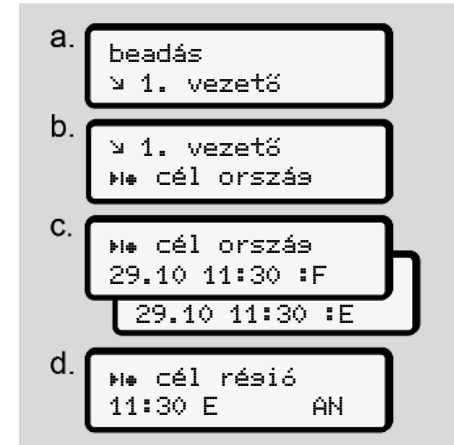 a.
beadás
↘ 1. vezető
b.
↘ 1. vezető
cél ország
c.
cél ország
29.10 11:30 :F
29.10 11:30 :E
d.
cél régió
11:30 E AN